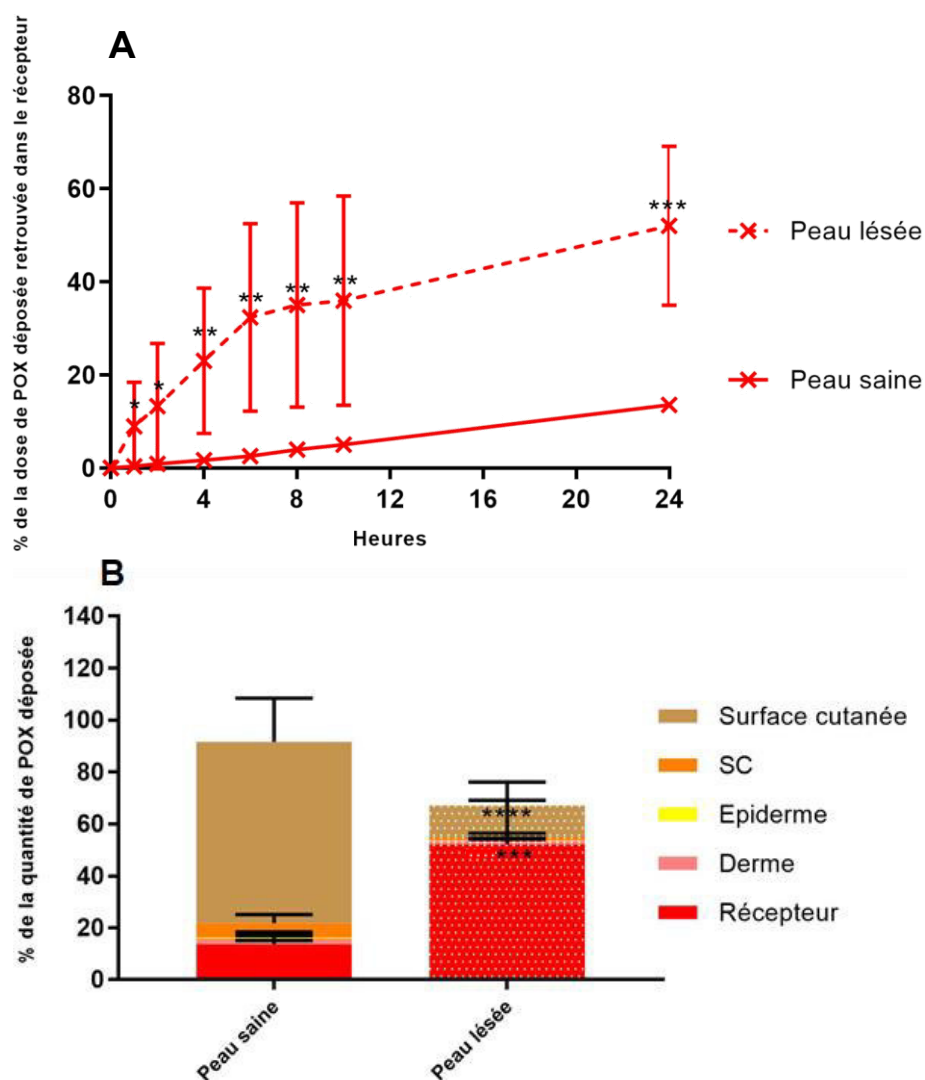 A
% de la dose de POX déposée retrouvée dans le récepteur
80
60
40
20
0
*
*
**
**
**
**
***
0
4
8
12
16
20
24
Heures
Peau lésée
Peau saine
B
% de la quantité de POX déposée
140
120
100
80
60
40
20
0
****
***
Peau saine
Peau lésée
Surface cutanée
SC
Epiderme
Derme
Récepteur